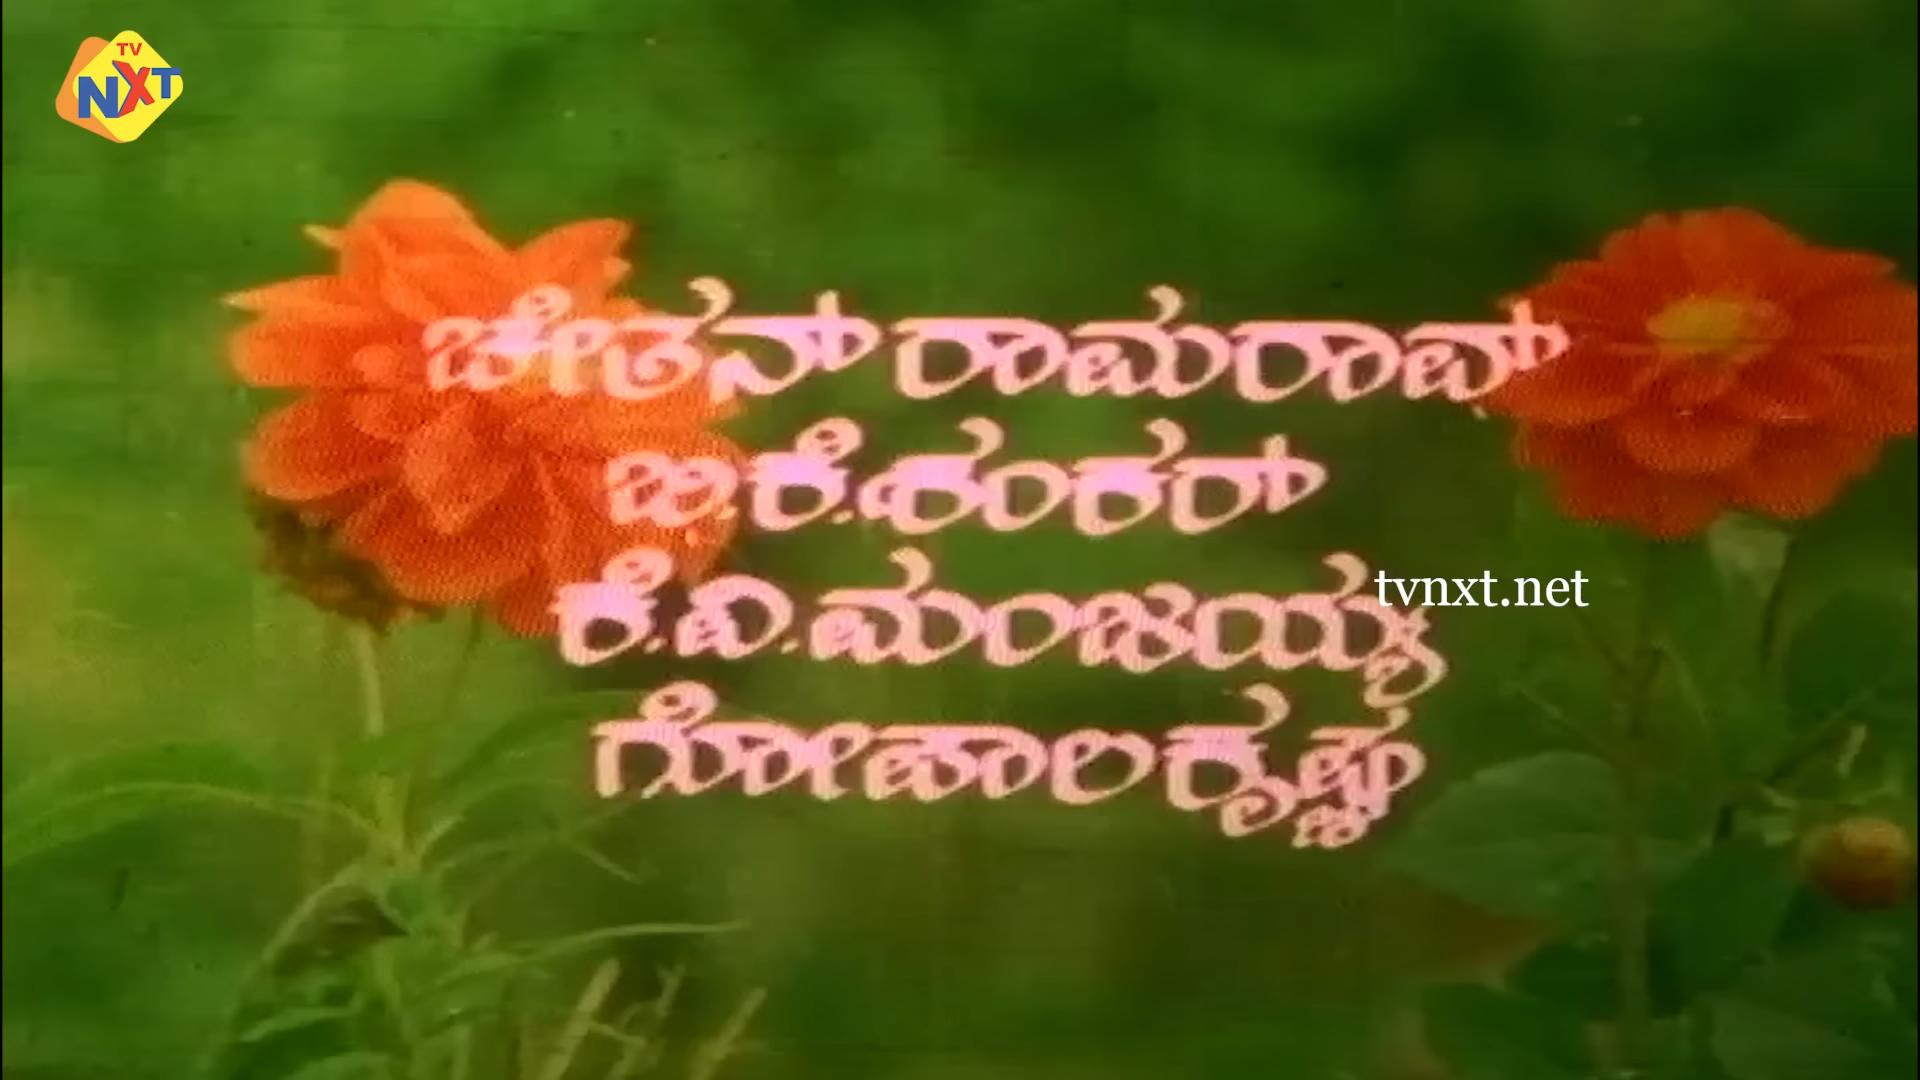 TV
NXT
ಚೇತನ್ ರಾಮರಾವ್
ಜಿ.ಕೆ.ಶಂಕರ್
ಕೆ.ವಿ.ಮಂಜಯ್ಯ
tvnxt.net
ಗೋಪಾಲಕೃಷ್ಣ